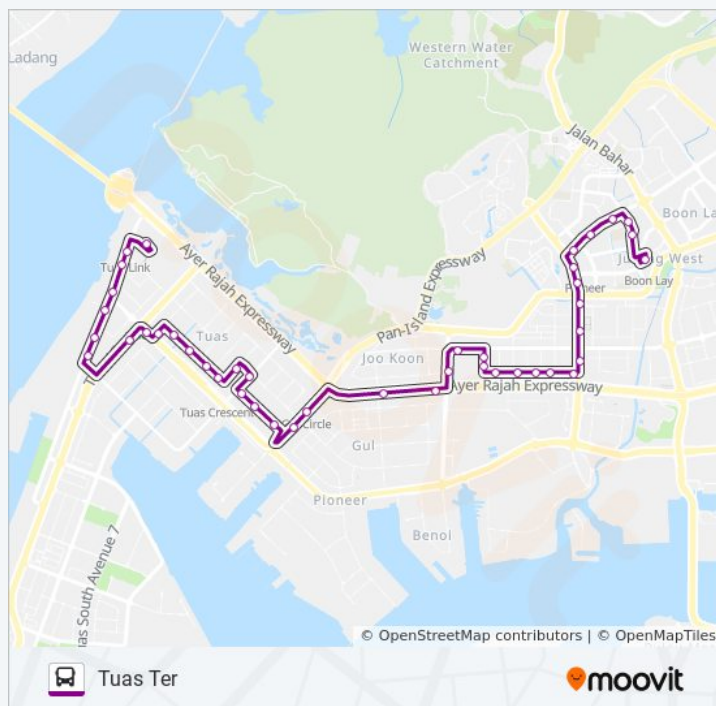 Ladang
Western Water
Catchment
Jalan Bahar
Boon La
Jurong West
Boon Lay
Pioneer
Tuas Link
Ayer Rajah Expressway
Pan-Island Expressway
Tuas
Joo Koon
Ayer Rajah Expressway
Tuas Crescent
Circle
Gul
Pioneer
Benoi
as South Avenue 7
© OpenStreetMap contributors | © OpenMapTiles
Tuas Ter
moovit